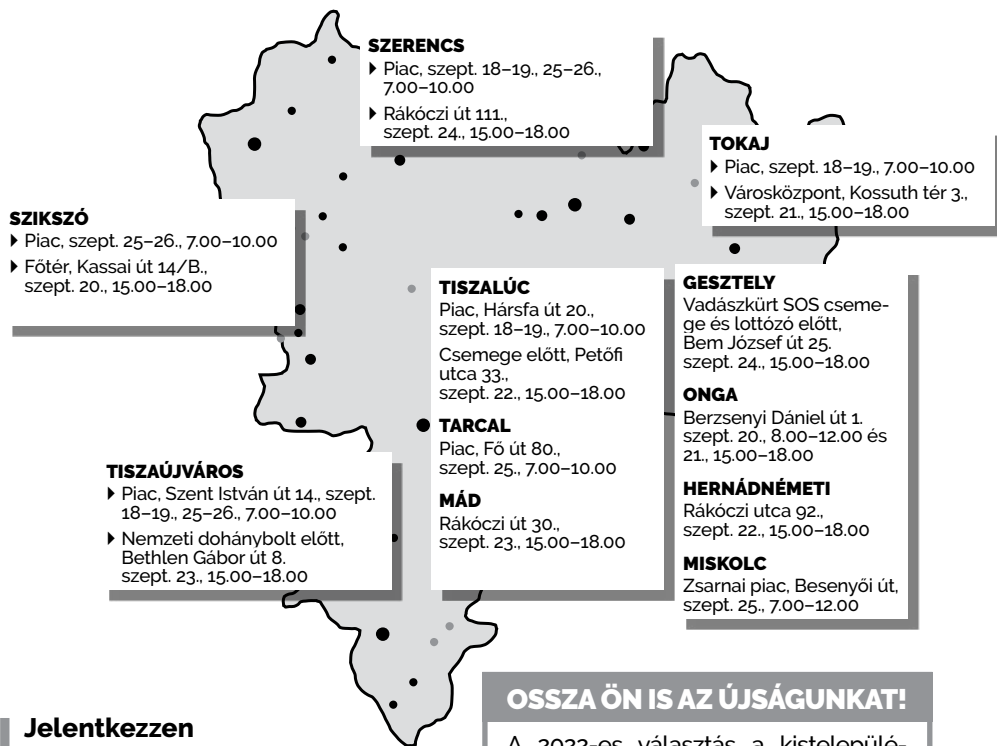 SZERENCS
Piac, szept. 18–19., 25–26.,
7.00–10.00
Rákóczi út 111.,
szept. 24., 15.00–18.00
TOKAJ
Piac, szept. 18–19., 7.00–10.00
Városközpont, Kossuth tér 3.,
szept. 21., 15.00–18.00
SZIKSZÓ
Piac, szept. 25–26., 7.00–10.00
Főtér, Kassai út 14/B.,
szept. 20., 15.00–18.00
TISZALÚC
Piac, Hársfa út 20.,
szept. 18–19., 7.00–10.00
Csemege előtt, Petőfi
utca 33.,
szept. 22., 15.00–18.00
TARCAL
Piac, Fő út 80.,
szept. 25., 7.00–10.00
MÁD
Rákóczi út 30.,
szept. 23., 15.00–18.00
GESZTELY
Vadászkürt SOS cseme-
ge és lottózó előtt,
Bem József út 25.
szept. 24., 15.00–18.00
ONGA
Berzsenyi Dániel út 1.
szept. 20., 8.00–12.00 és
21., 15.00–18.00
HERNÁDNÉMETI
Rákóczi utca 92.,
szept. 22., 15.00–18.00
MISKOLC
Zsarnai piac, Besenyői út,
szept. 25., 7.00–12.00
TISZAÚJVÁROS
Piac, Szent István út 14., szept.
18–19., 25–26., 7.00–10.00
Nemzeti dohánybolt előtt,
Bethlen Gábor út 8.
szept. 23., 15.00–18.00
Jelentkezzen
OSSZA ÖN IS AZ ÚJSÁGUNKAT!
A 2022-es választás a kistelepülé-